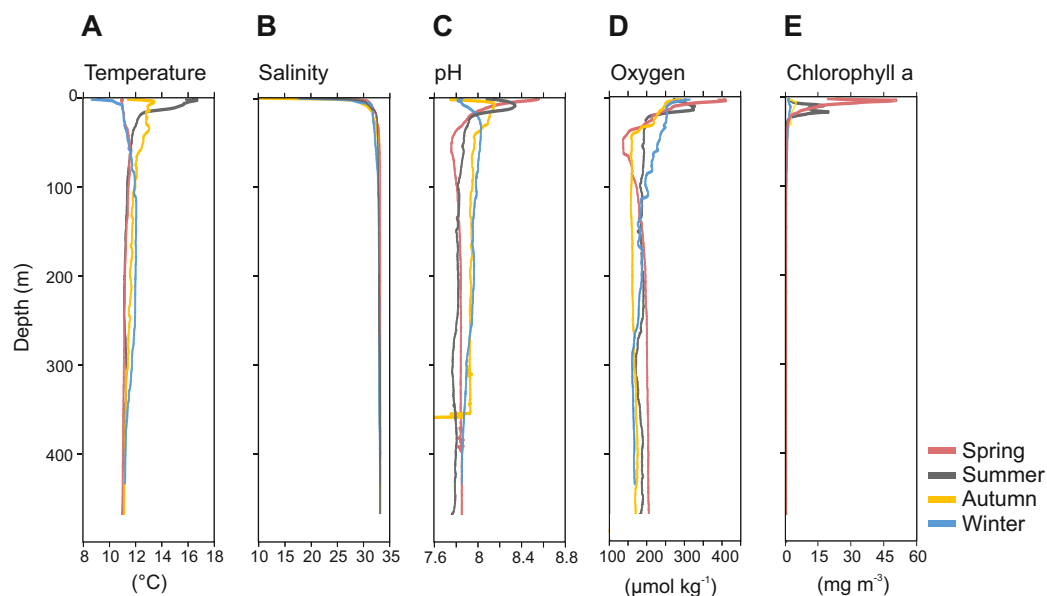 A B C D E
Temperature Salinity pH Oxygen Chlorophyll a
0
100
200
300
400
Depth (m)
8 10 12 14 16 18 10 15 20 25 30 35 7.6 8 8.4 8.8 100 200 300 400 0 15 30 45 60
(°C) (µmol kg⁻¹) (mg m⁻³)
Spring
Summer
Autumn
Winter